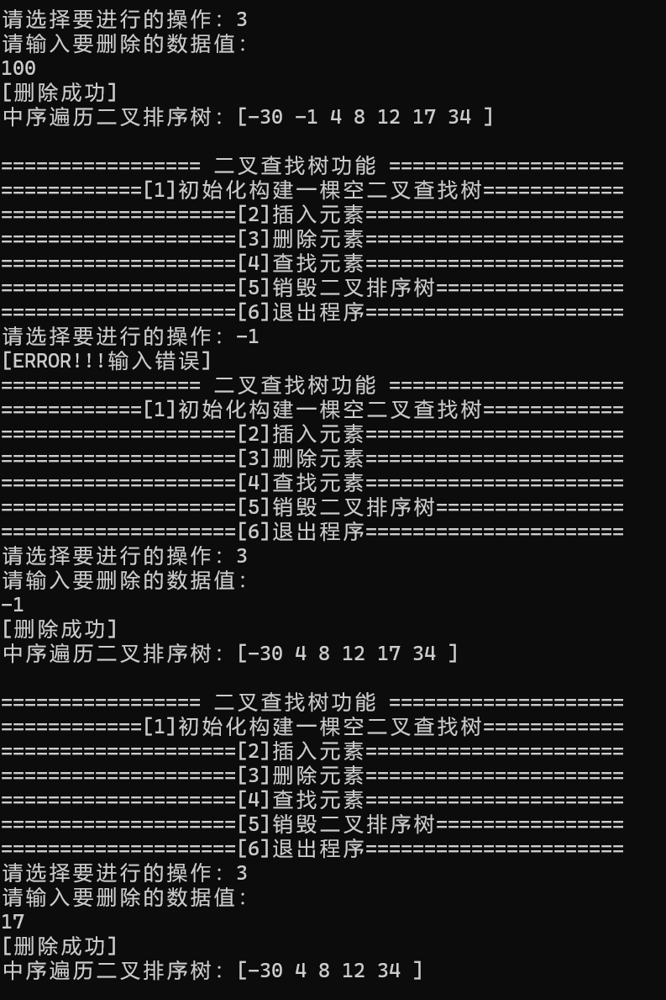 请选择要进行的操作: 3
请输入要删除的数据值:
100
[删除成功]
中序遍历二叉排序树: [-30 -1 4 8 12 17 34 ]
================= 二叉查找树功能 ====================
============[1]初始化构建一棵空二叉查找树============
====================[2]插入元素======================
====================[3]删除元素======================
====================[4]查找元素======================
====================[5]销毁二叉排序树================
====================[6]退出程序======================
请选择要进行的操作: -1
[ERROR!!!输入错误]
================= 二叉查找树功能 ====================
============[1]初始化构建一棵空二叉查找树============
====================[2]插入元素======================
====================[3]删除元素======================
====================[4]查找元素======================
====================[5]销毁二叉排序树================
====================[6]退出程序======================
请选择要进行的操作: 3
请输入要删除的数据值:
-1
[删除成功]
中序遍历二叉排序树: [-30 4 8 12 17 34 ]
================= 二叉查找树功能 ====================
============[1]初始化构建一棵空二叉查找树============
====================[2]插入元素======================
====================[3]删除元素======================
====================[4]查找元素======================
====================[5]销毁二叉排序树================
====================[6]退出程序======================
请选择要进行的操作: 3
请输入要删除的数据值:
17
[删除成功]
中序遍历二叉排序树: [-30 4 8 12 34 ]